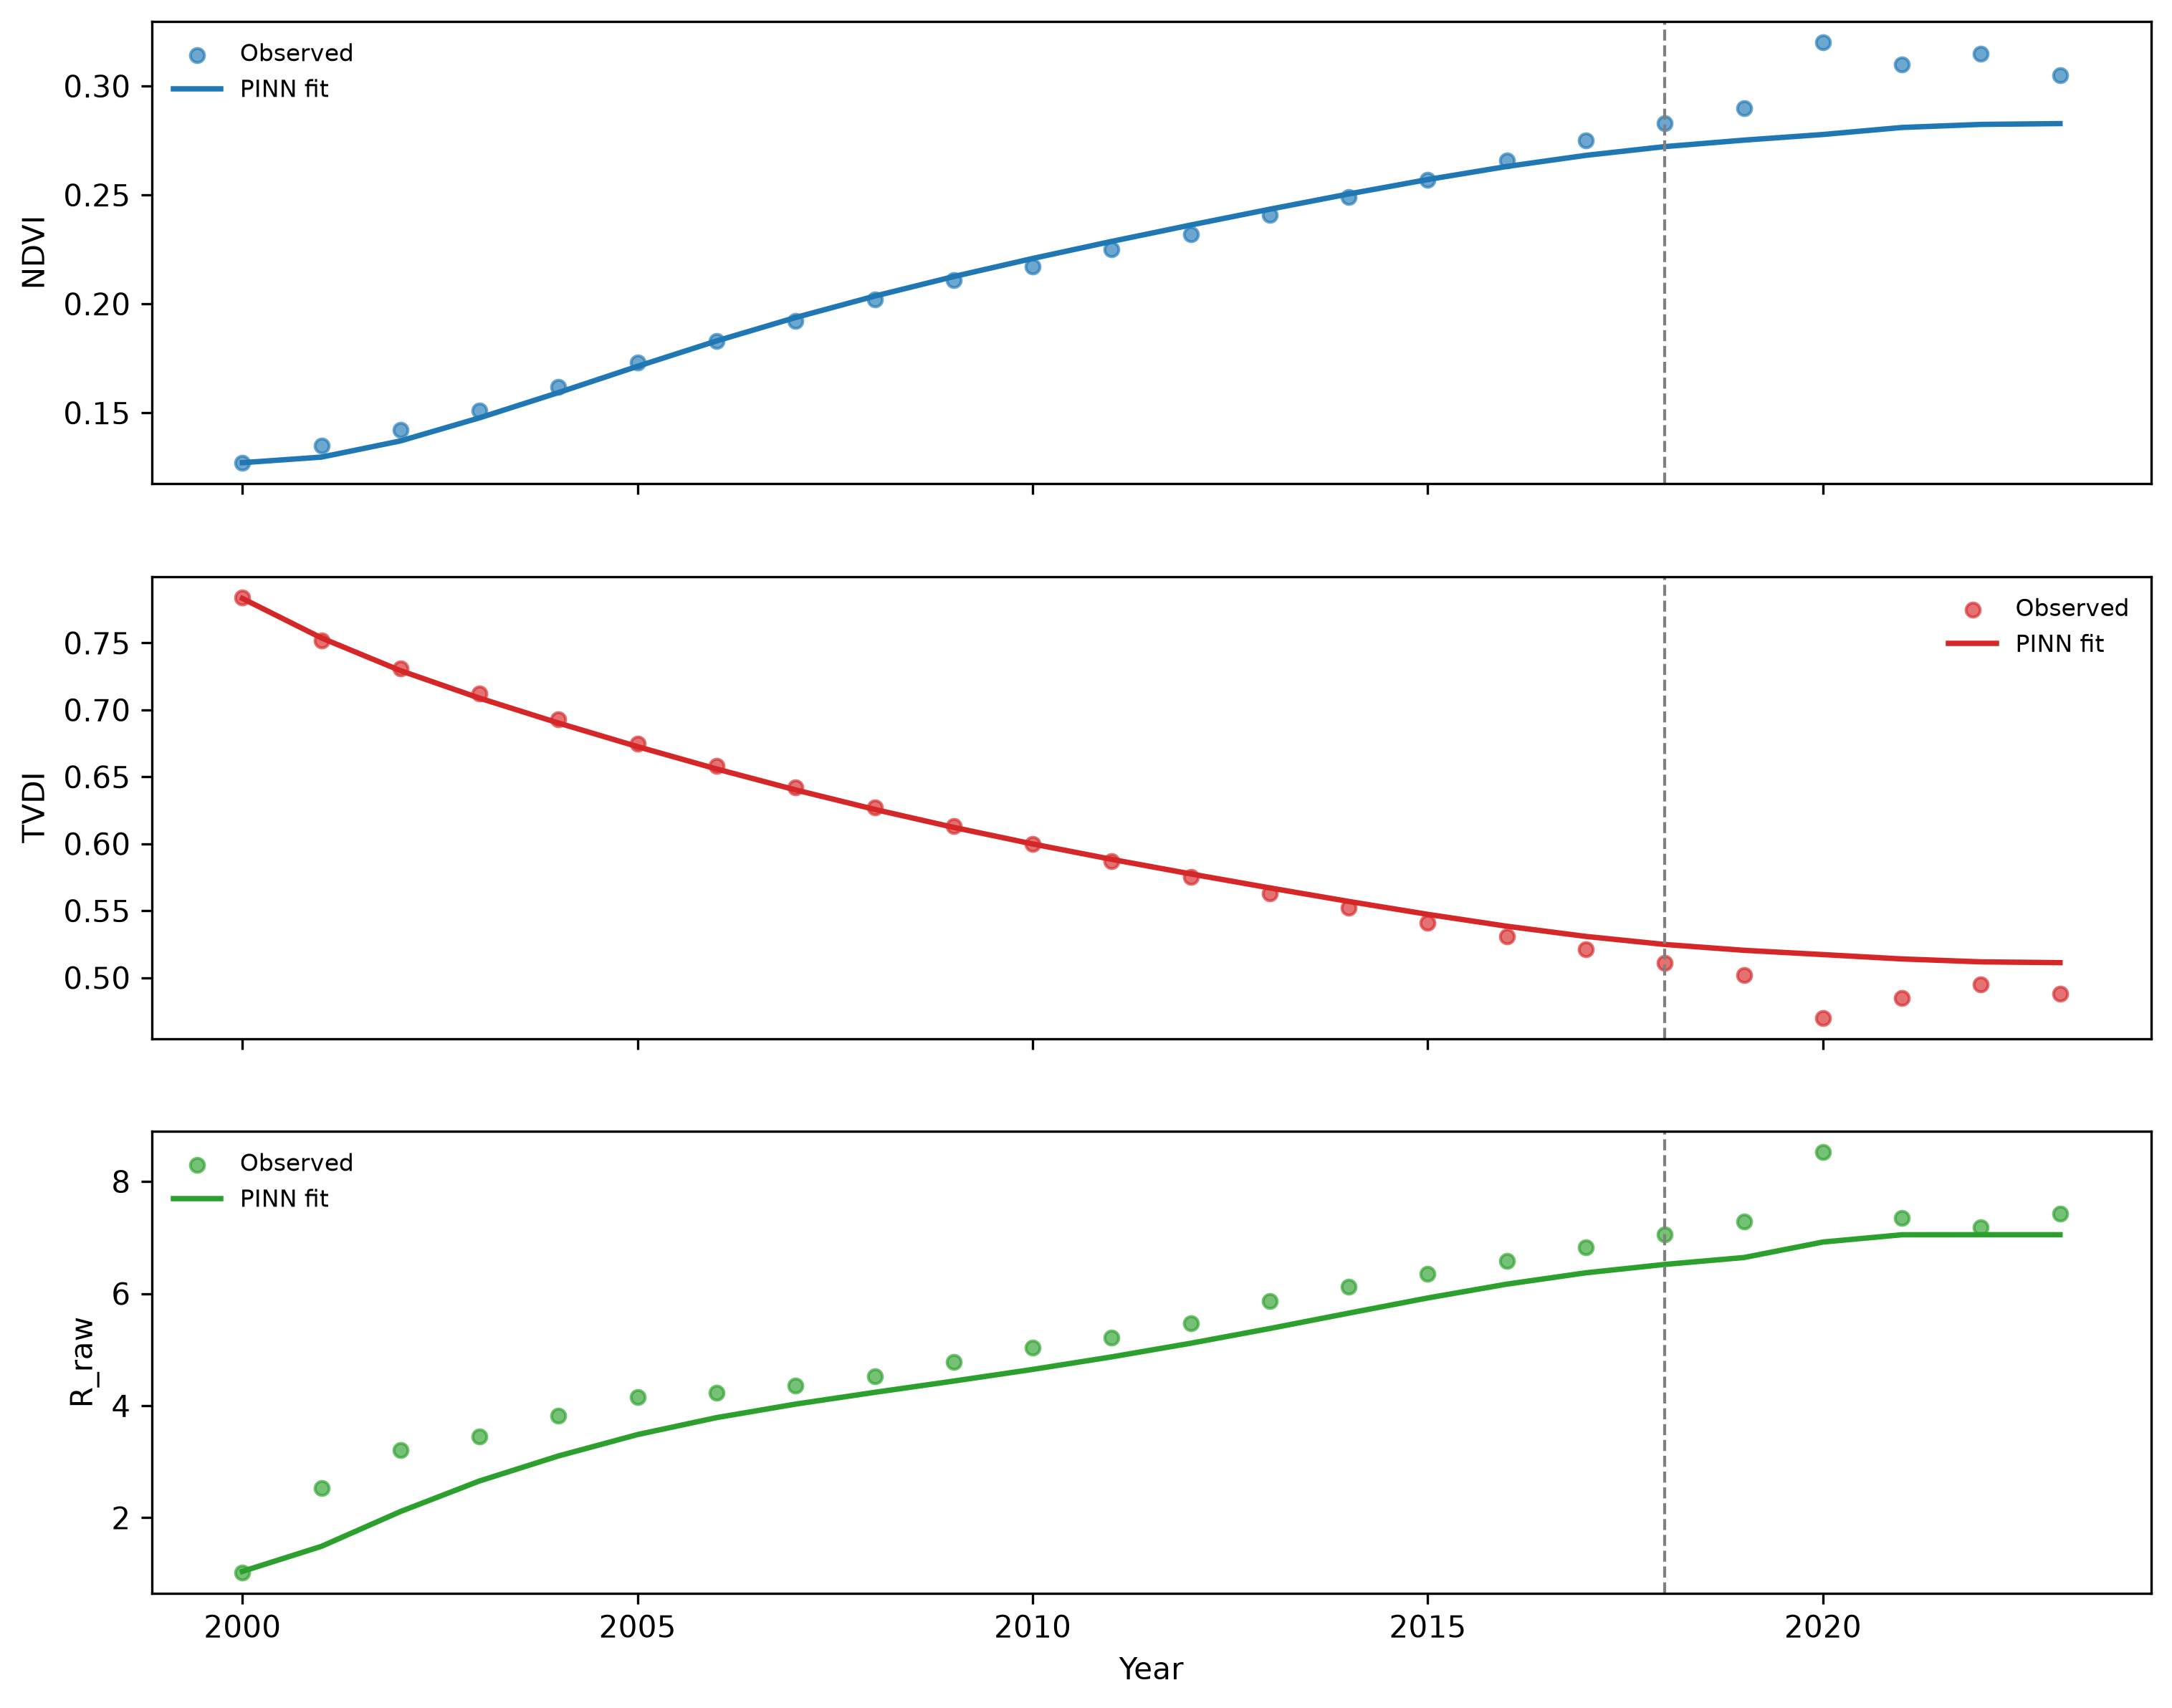 Observed
PINN fit
0.30
0.25
0.20
0.15
NDVI
Observed
PINN fit
0.75
0.70
0.65
0.60
0.55
0.50
TVDI
Observed
PINN fit
8
6
4
2
R_raw
2000 2005 2010 2015 2020
Year